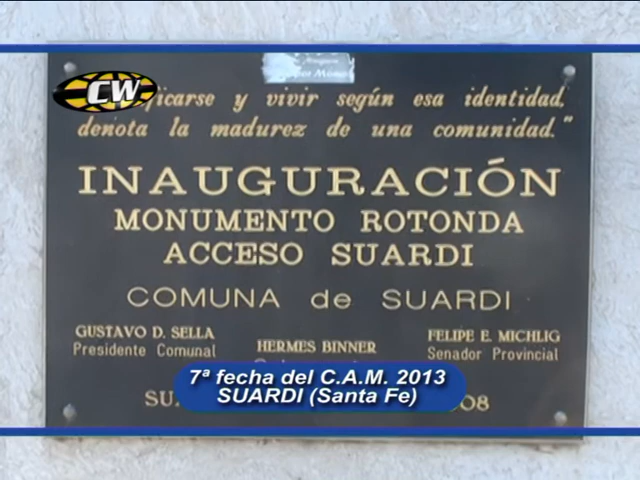 CW
ficarse y vivir según esa identidad,
denota la madurez de una comunidad."
INAUGURACIÓN
MONUMENTO ROTONDA
ACCESO SUARDI
COMUNA de SUARDI
GUSTAVO D. SELLA
Presidente Comunal
HERMES BINNER
FELIPE E. MICHLIG
Senador Provincial
7ª fecha del C.A.M. 2013
SUARDI (Santa Fe)